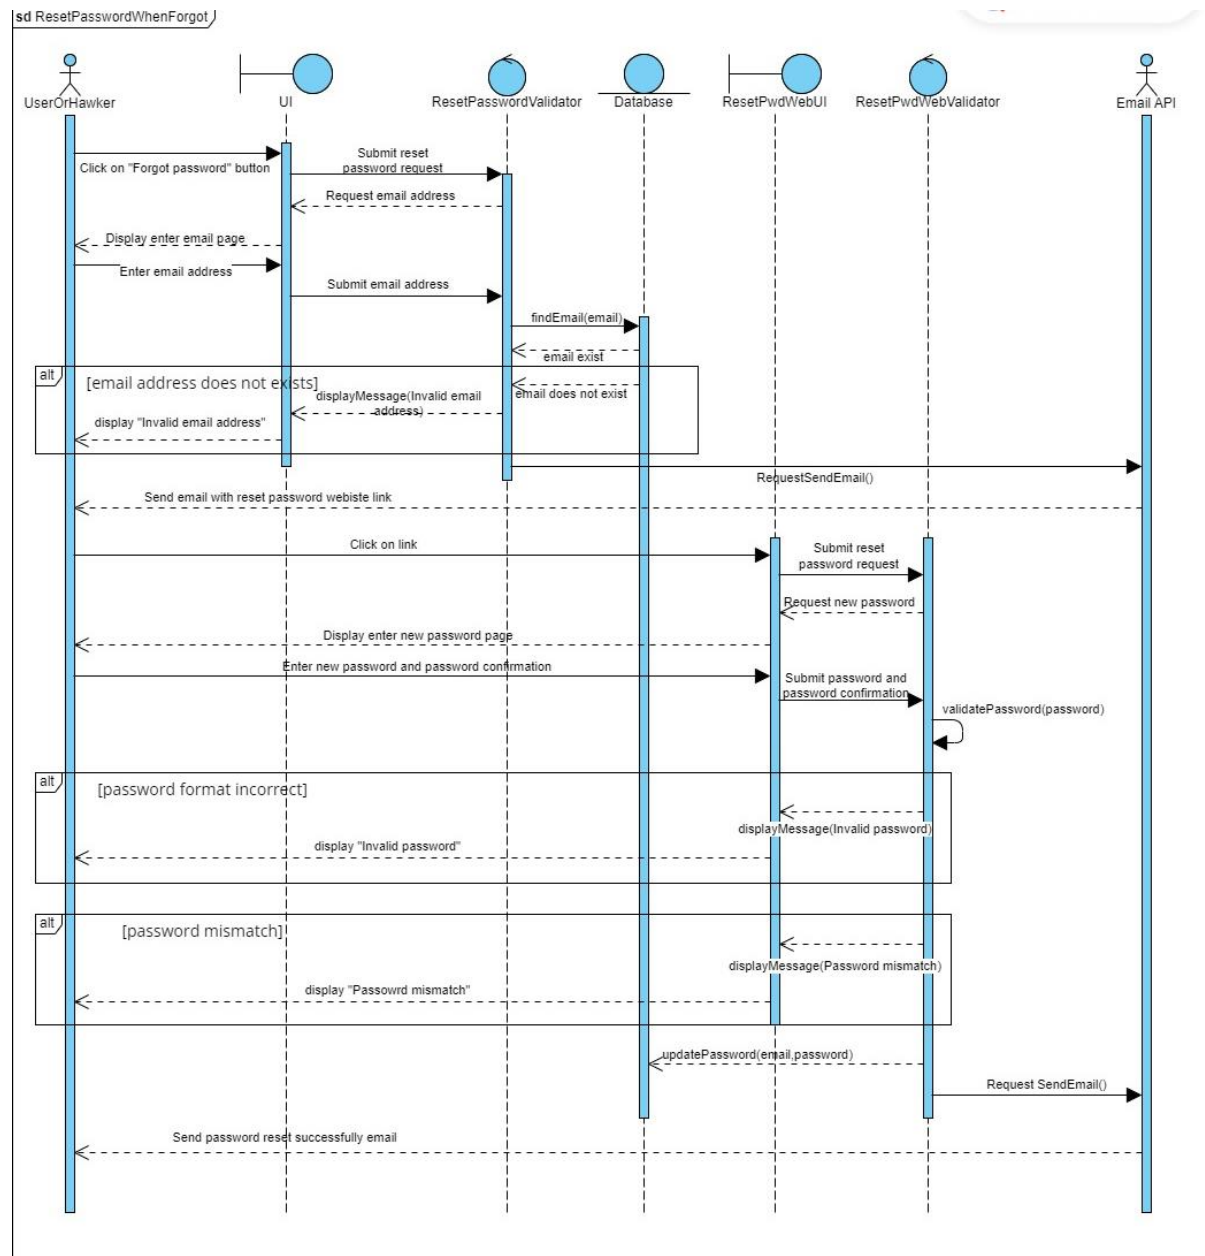 sd ResetPasswordWhenForgot
UserOrHawker
UI
ResetPasswordValidator
Database
ResetPwdWebUI
ResetPwdWebValidator
Email API
Click on "Forgot password" button
Submit reset
password request
Request email address
Display enter email page
Enter email address
Submit email address
findEmail(email)
email exist
alt
[email address does not exists]
email does not exist
displayMessage(Invalid email
address)
display "Invalid email address"
RequestSendEmail()
Send email with reset password webiste link
Click on link
Submit reset
password request
Request new password
Display enter new password page
Enter new password and password confirmation
Submit password and
password confirmation
validatePassword(password)
alt
[password format incorrect]
displayMessage(Invalid password)
display "Invalid password"
alt
[password mismatch]
displayMessage(Password mismatch)
display "Passowrd mismatch"
updatePassword(email,password)
Request SendEmail()
Send password reset successfully email